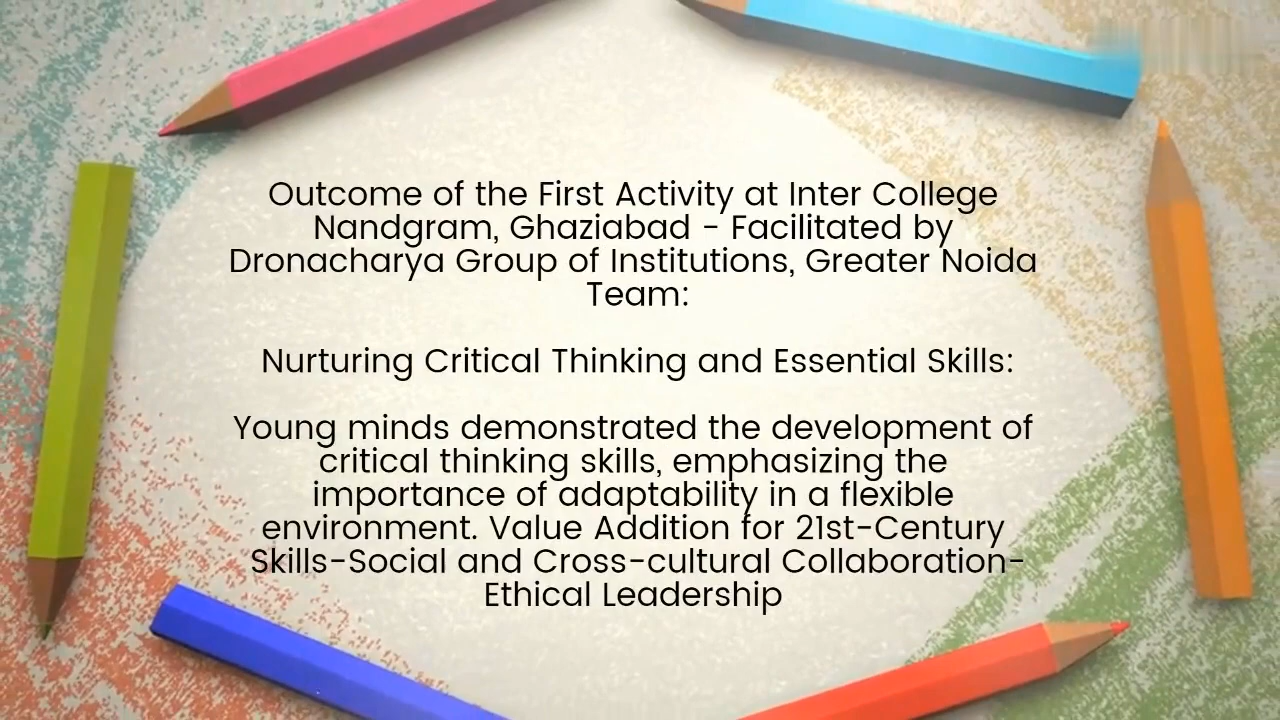 Outcome of the First Activity at Inter College
Nandgram, Ghaziabad - Facilitated by
Dronacharya Group of Institutions, Greater Noida
Team:
Nurturing Critical Thinking and Essential Skills:
Young minds demonstrated the development of
critical thinking skills, emphasizing the
importance of adaptability in a flexible
environment. Value Addition for 21st-Century
Skills-Social and Cross-cultural Collaboration-
Ethical Leadership